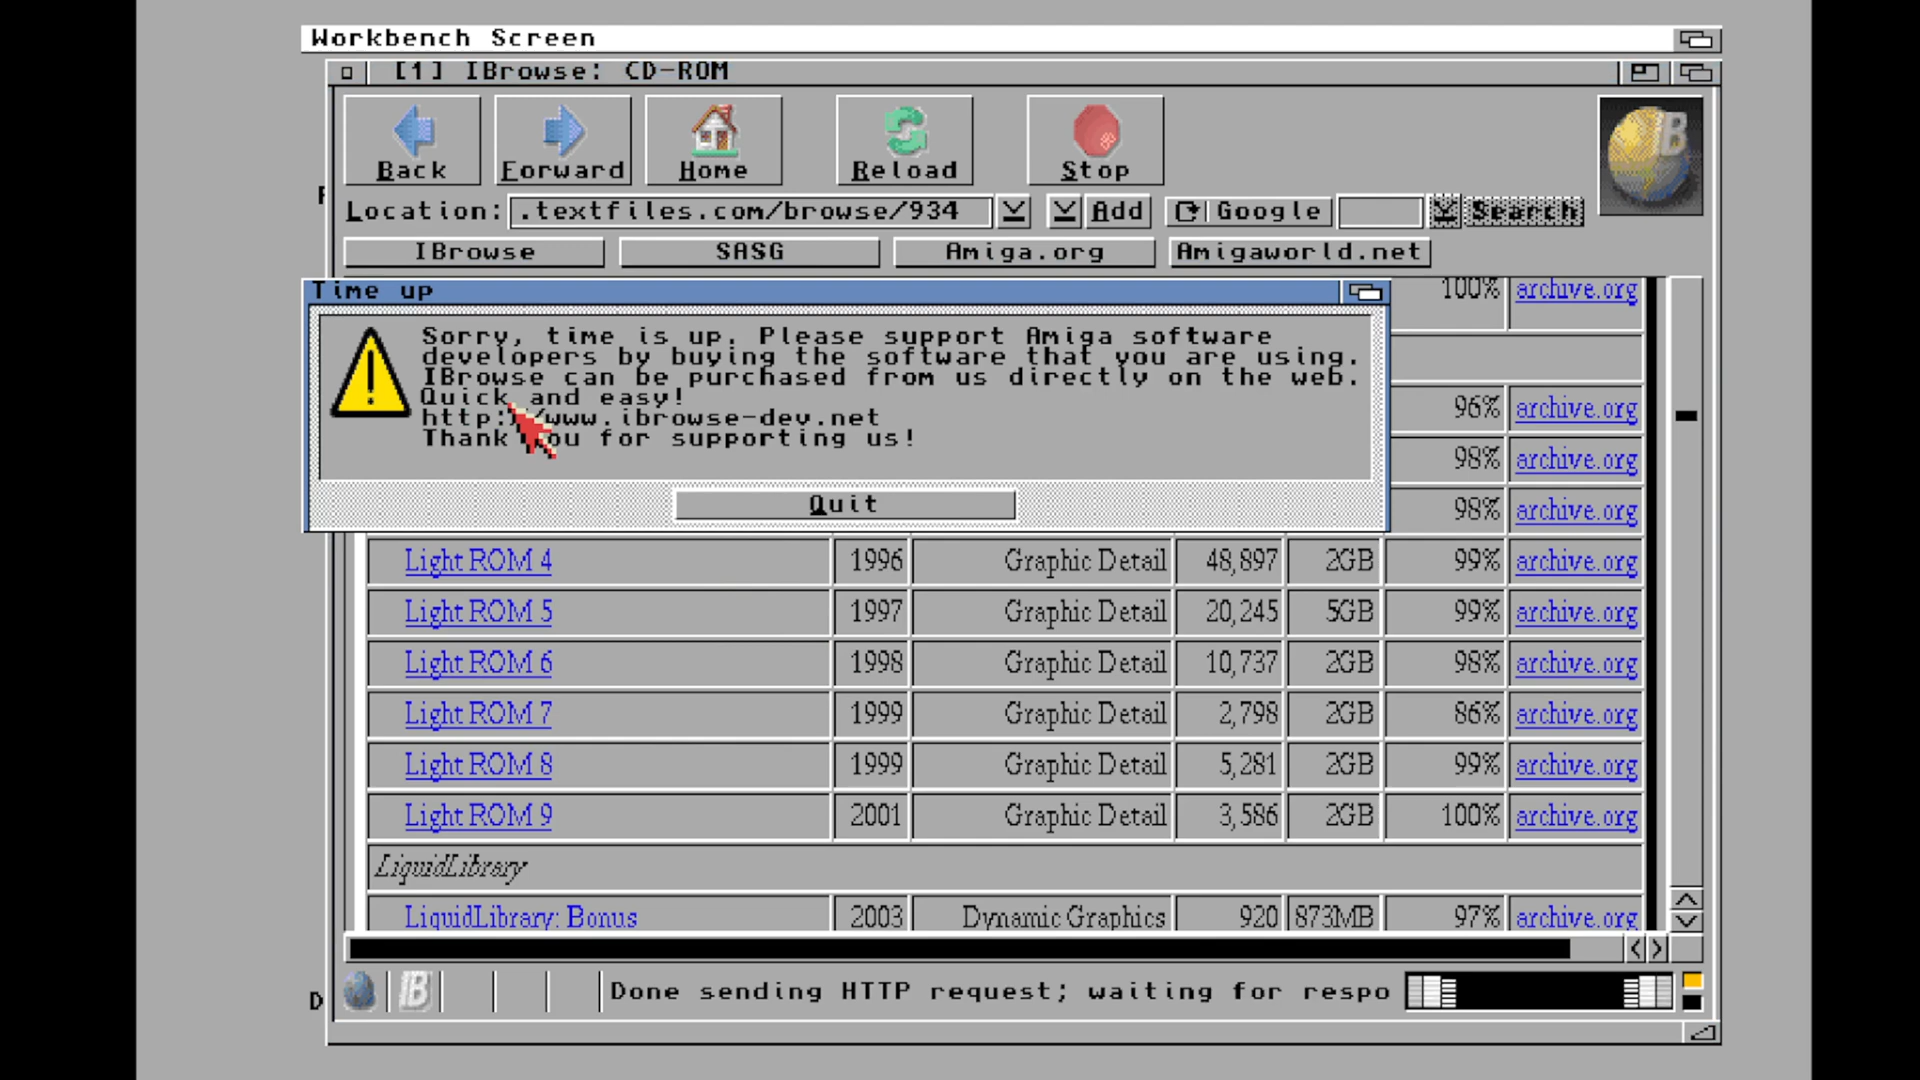 Workbench Screen
[1] IBrowse: CD-ROM
Back Forward Home Reload Stop
Location: .textfiles.com/browse/934 Add Google Search
IBrowse SASG Amiga.org Amigaworld.net
100% archive.org
Time up
Sorry, time is up. Please support Amiga software
developers by buying the software that you are using.
IBrowse can be purchased from us directly on the web.
Quick and easy!
http://www.ibrowse-dev.net
Thank you for supporting us!
Quit
96% archive.org
98% archive.org
98% archive.org
Light ROM 4 1996 Graphic Detail 48,897 2GB 99% archive.org
Light ROM 5 1997 Graphic Detail 20,245 5GB 99% archive.org
Light ROM 6 1998 Graphic Detail 10,737 2GB 98% archive.org
Light ROM 7 1999 Graphic Detail 2,798 2GB 86% archive.org
Light ROM 8 1999 Graphic Detail 5,281 2GB 99% archive.org
Light ROM 9 2001 Graphic Detail 3,586 2GB 100% archive.org
LiquidLibrary
LiquidLibrary: Bonus 2003 Dynamic Graphics 920 873MB 97% archive.org
D IB Done sending HTTP request; waiting for respo